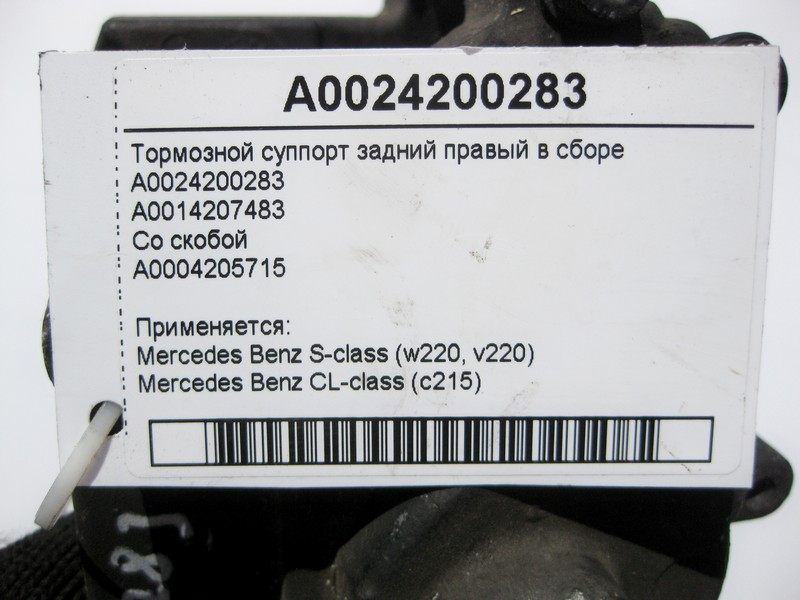 A0024200283
Тормозной суппорт задний правый в сборе
A0024200283
A0014207483
Со скобой
A0004205715
Применяется:
Mercedes Benz S-class (w220, v220)
Mercedes Benz CL-class (c215)